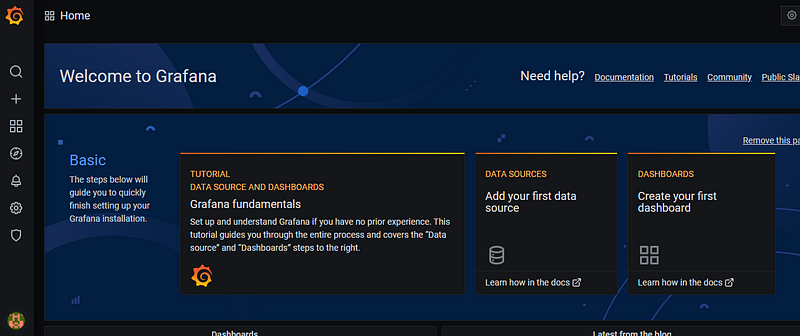 Home
Welcome to Grafana
Need help?
Documentation
Tutorials
Community
Public Sla
Remove this pa
Basic
The steps below will
guide you to quickly
finish setting up your
Grafana installation.
TUTORIAL
DATA SOURCE AND DASHBOARDS
Grafana fundamentals
Set up and understand Grafana if you have no prior experience. This
tutorial guides you through the entire process and covers the “Data
source” and “Dashboards” steps to the right.
DATA SOURCES
Add your first data
source
Learn how in the docs
DASHBOARDS
Create your first
dashboard
Learn how in the docs
Dashboards
Latest from the blog